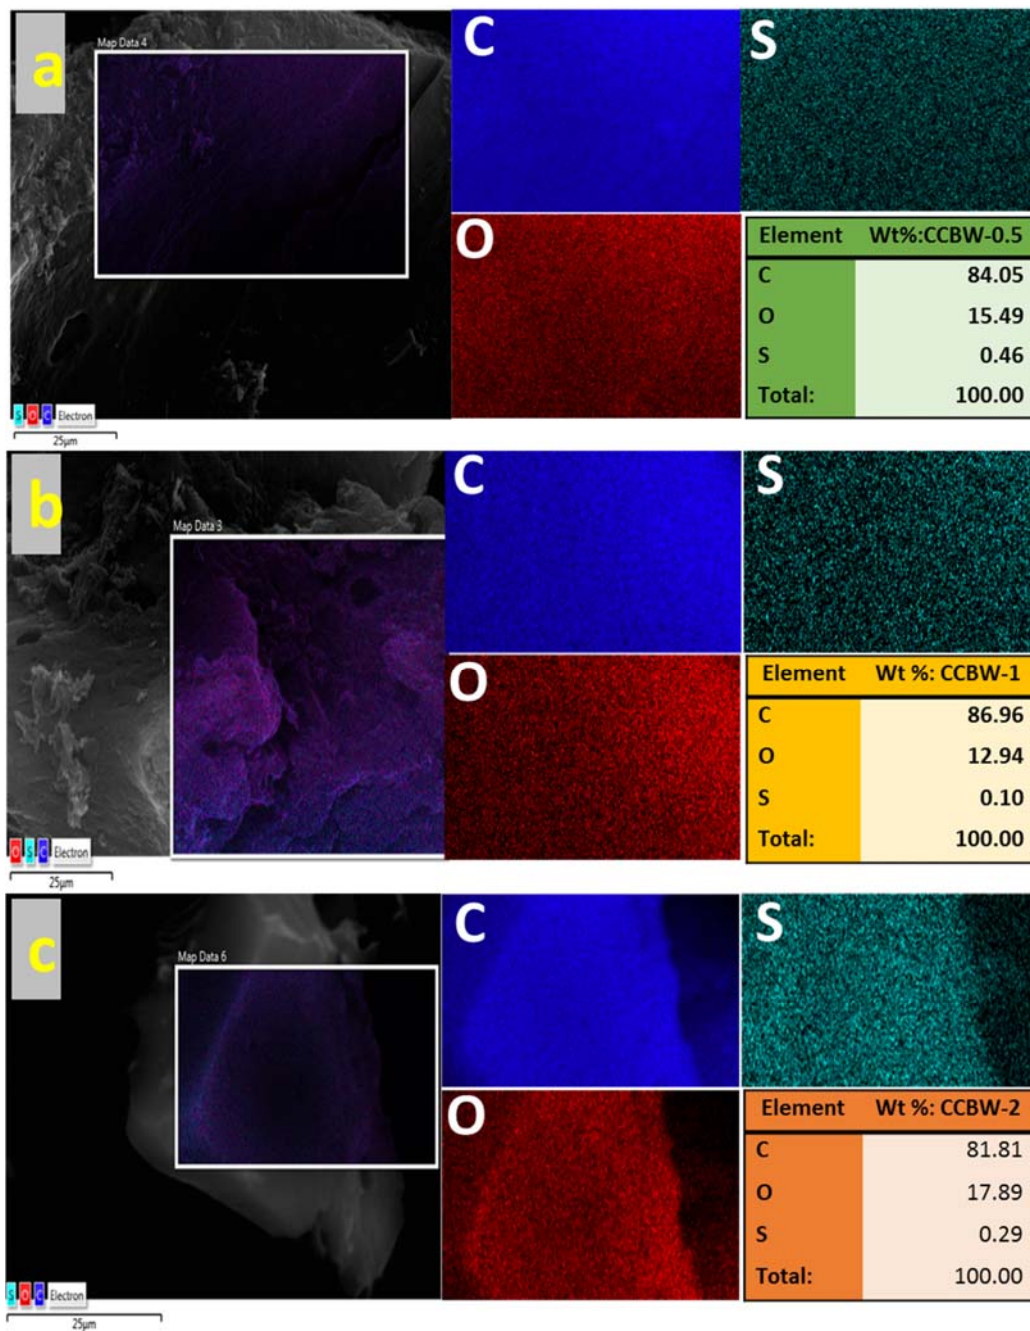 a
Map Data 4
C
S
O
Element Wt%:CCBW-0.5
C 84.05
O 15.49
S 0.46
Total: 100.00
S O C Electron
25µm
b
Map Data 3
C
S
O
Element Wt %: CCBW-1
C 86.96
O 12.94
S 0.10
Total: 100.00
O S C Electron
25µm
c
Map Data 6
C
S
O
Element Wt %: CCBW-2
C 81.81
O 17.89
S 0.29
Total: 100.00
S O C Electron
25µm